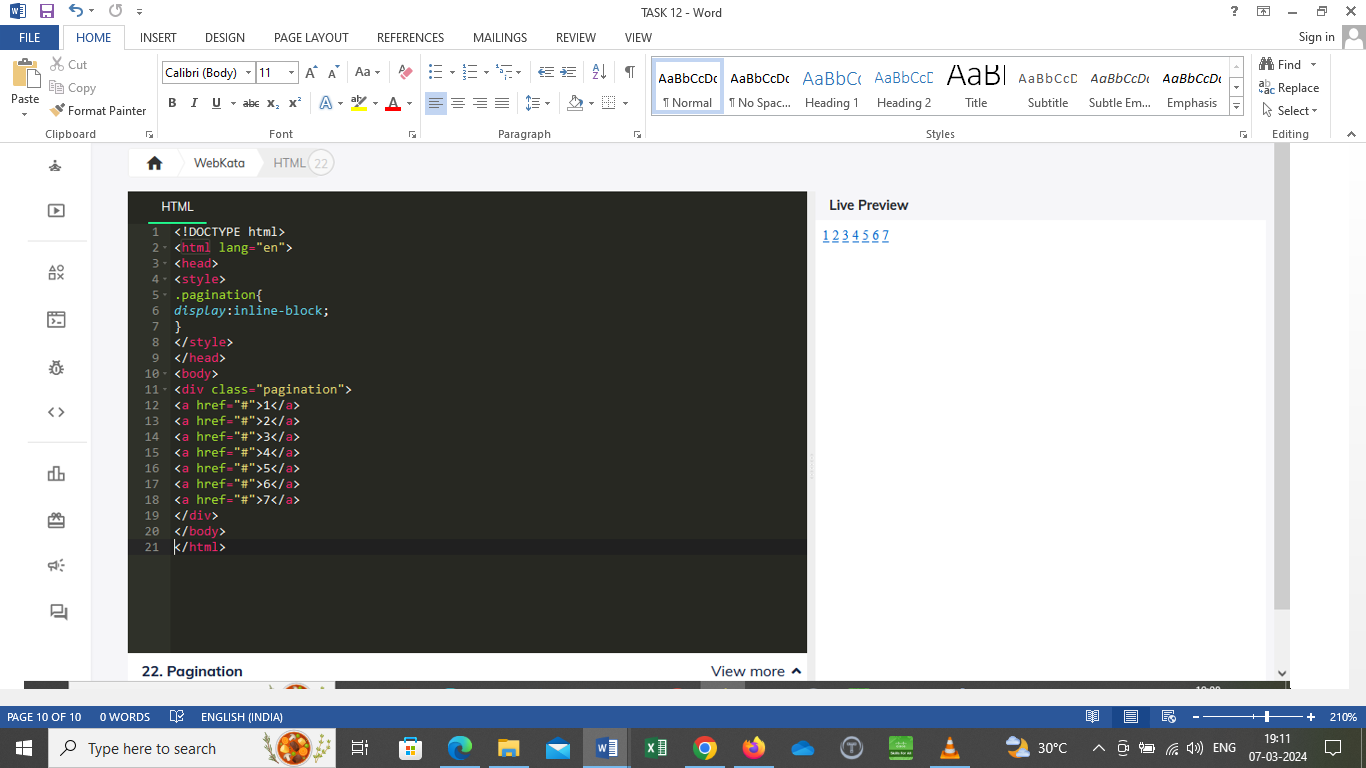 TASK 12 - Word
FILE HOME INSERT DESIGN PAGE LAYOUT REFERENCES MAILINGS REVIEW VIEW Sign in
Paste
Cut
Copy
Format Painter
Clipboard
Calibri (Body) 11
Font
Paragraph
AaBbCcDc AaBbCcDc AaBbCc AaBbCcD AaBl AaBbCcD AaBbCcDc AaBbCcDc
¶ Normal ¶ No Spac... Heading 1 Heading 2 Title Subtitle Subtle Em... Emphasis
Styles
Find
Replace
Select
Editing
WebKata HTML 22
HTML
1 <!DOCTYPE html>
2 <html lang="en">
3 <head>
4 <style>
5 .pagination{
6 display:inline-block;
7 }
8 </style>
9 </head>
10 <body>
11 <div class="pagination">
12 <a href="#">1</a>
13 <a href="#">2</a>
14 <a href="#">3</a>
15 <a href="#">4</a>
16 <a href="#">5</a>
17 <a href="#">6</a>
18 <a href="#">7</a>
19 </div>
20 </body>
21 </html>
Live Preview
1 2 3 4 5 6 7
22. Pagination View more
PAGE 10 OF 10 0 WORDS ENGLISH (INDIA) 210%
Type here to search
30°C ENG 19:11
07-03-2024